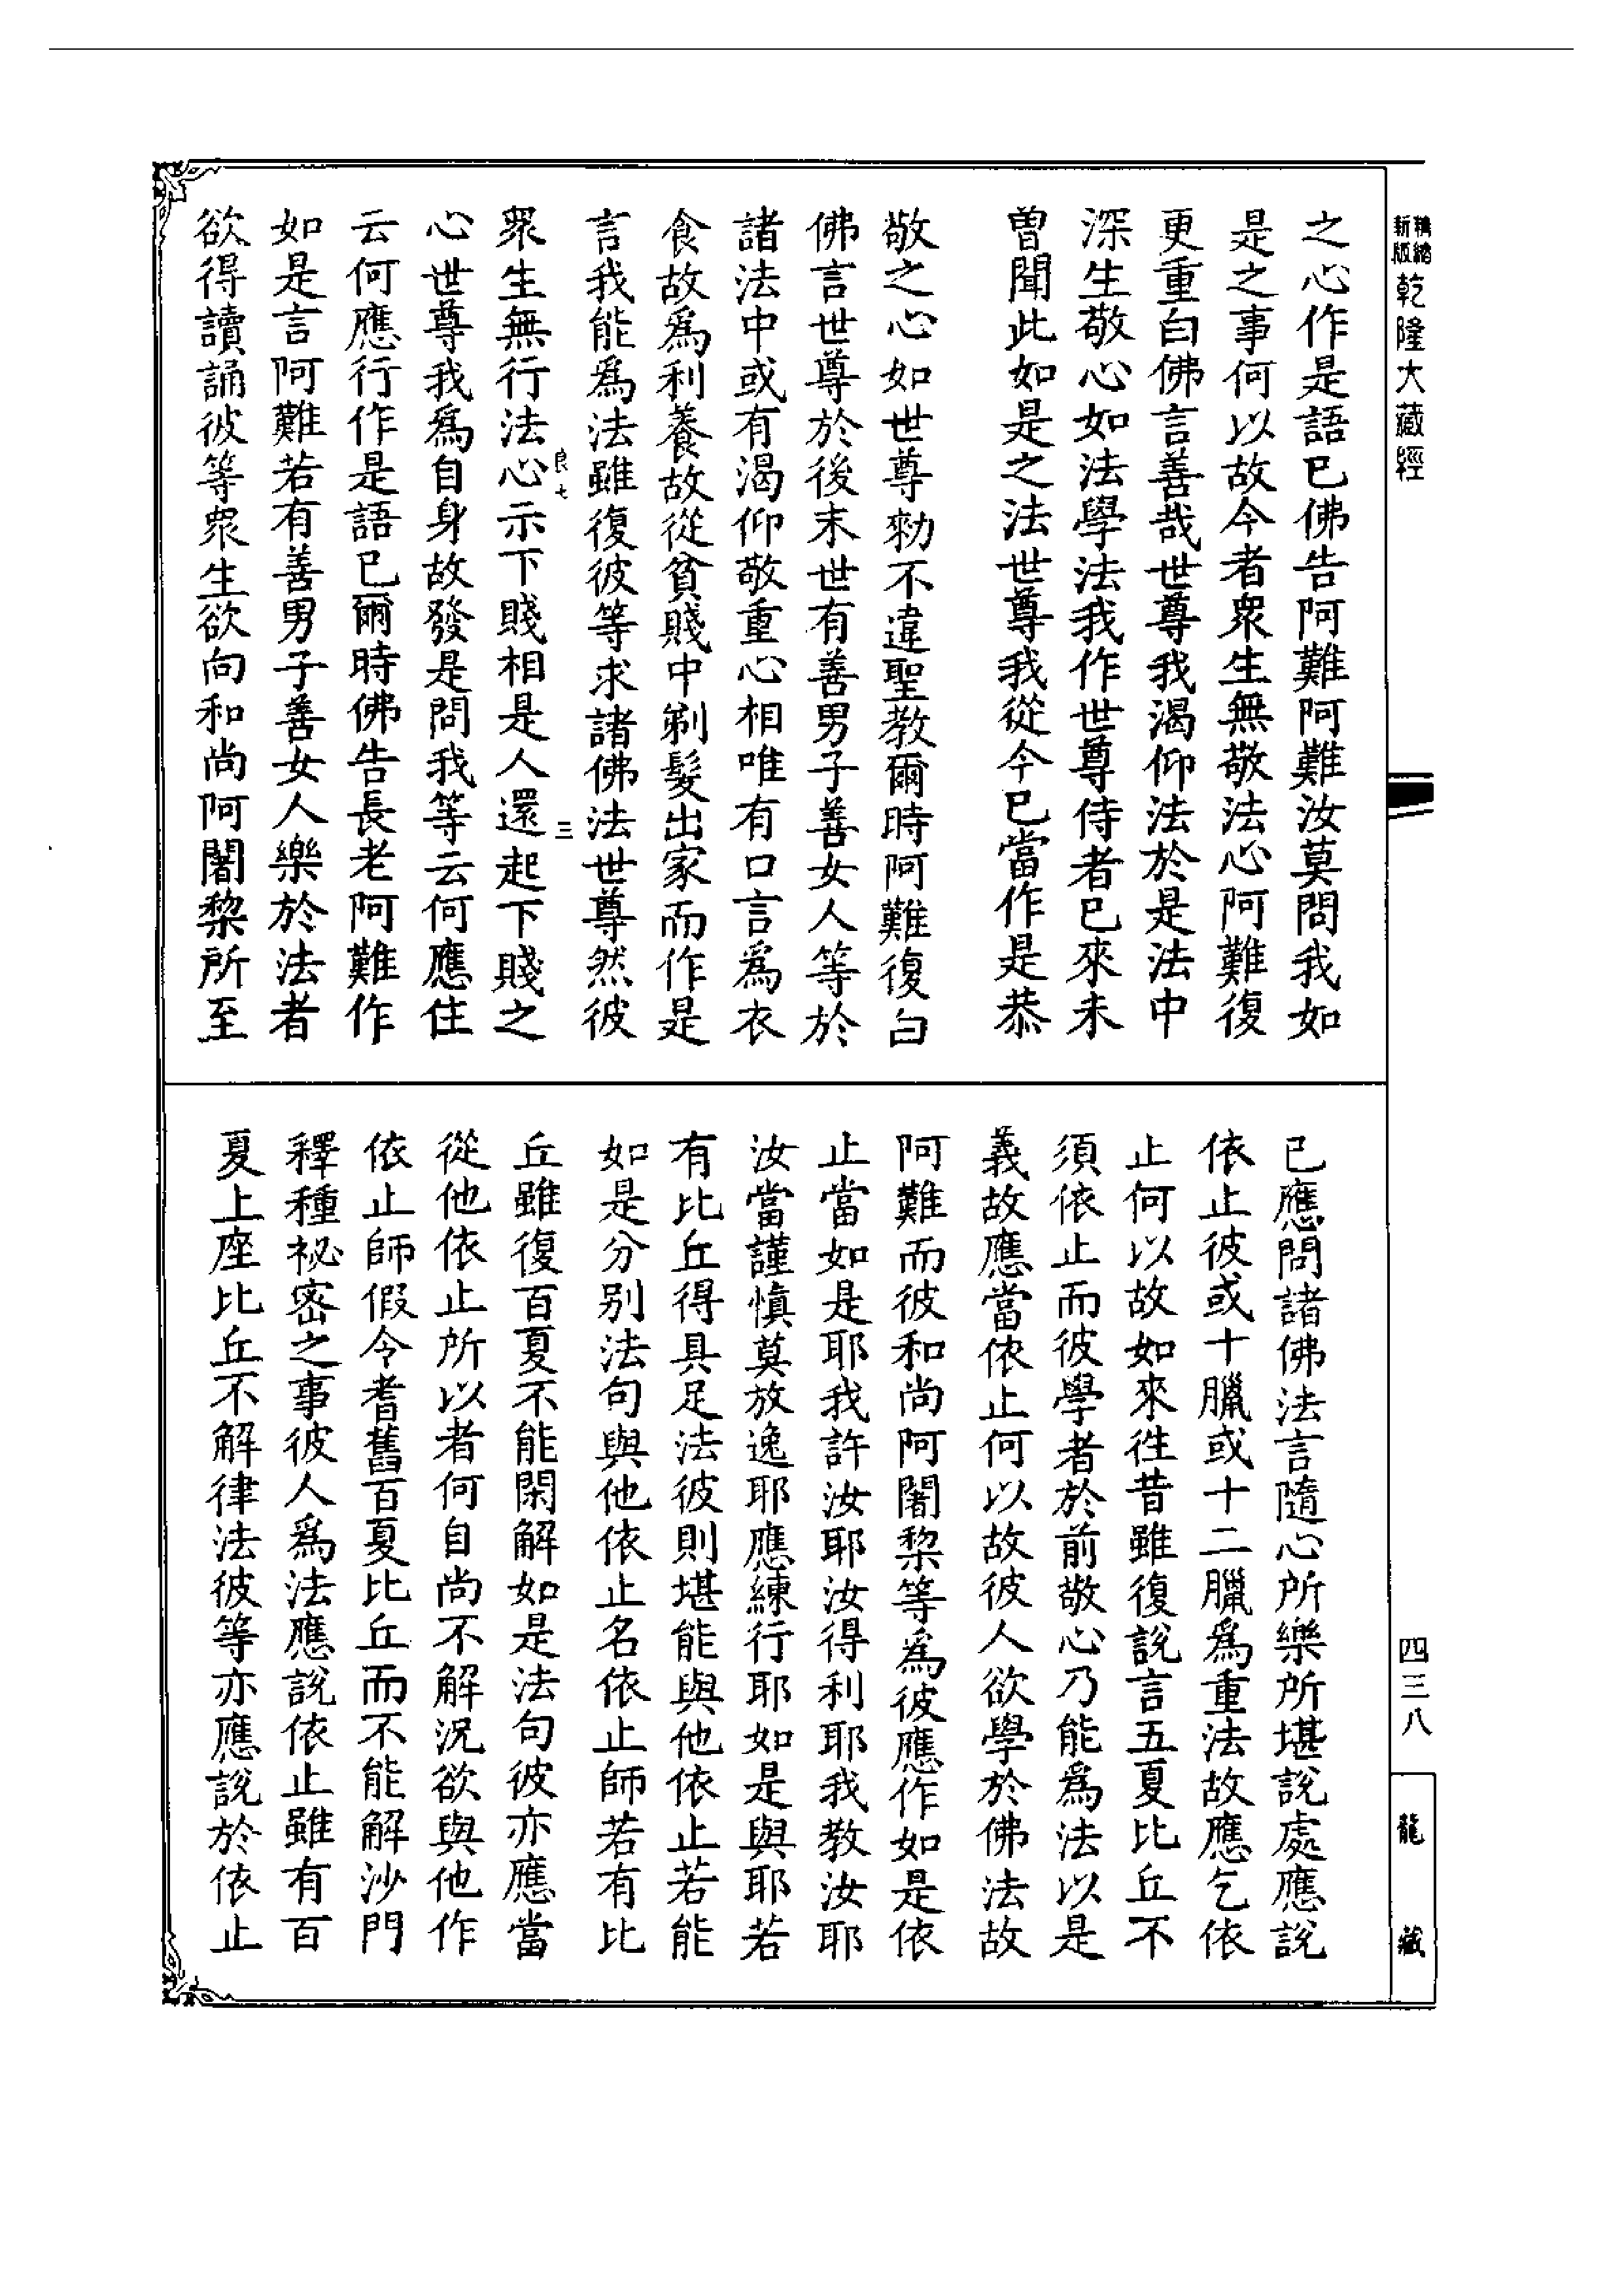 精縮新版乾隆大藏經
之心作是語已佛告阿難阿難汝莫問我如
是之事何以故今者衆生無敬法心阿難復
更重白佛言善哉世尊我渴仰法於是法中
深生敬心如法學法我作世尊侍者已來未
曾聞此如是之法世尊我從今已當作是恭
敬之心如世尊勑不違聖教爾時阿難復白
佛言世尊於後末世有善男子善女人等於
諸法中或有渴仰敬重心相唯有口言爲衣
食故爲利養故從貧賤中剃髮出家而作是
言我能爲法雖復彼等求諸佛法世尊然彼
良七 三
衆生無行法心示下賤相是人還起下賤之
心世尊我爲自身故發是問我等云何應住
云何應行作是語已爾時佛告長老阿難作
如是言阿難若有善男子善女人樂於法者
欲得讀誦彼等衆生欲向和尚阿闍黎所至
已應問諸佛法言隨心所樂所堪說處應說
依止彼或十臘或十二臘爲重法故應乞依
止何以故如來徃昔雖復說言五夏比丘不
須依止而彼學者於前敬心乃能爲法以是
義故應當依止何以故彼人欲學於佛法故
阿難而彼和尚阿闍黎等爲彼應作如是依
止當如是耶我許汝耶汝得利耶我教汝耶
汝當謹慎莫放逸耶應練行耶如是與耶若
有比丘得具足法彼則堪能與他依止若能
如是分別法句與他依止名依止師若有比
丘雖復百夏不能閑解如是法句彼亦應當
從他依止所以者何自尚不解況欲與他作
依止師假令耆舊百夏比丘而不能解沙門
釋種祕密之事彼人爲法應說依止雖有百
夏上座比丘不解律法彼等亦應說於依止
四三八
龍藏